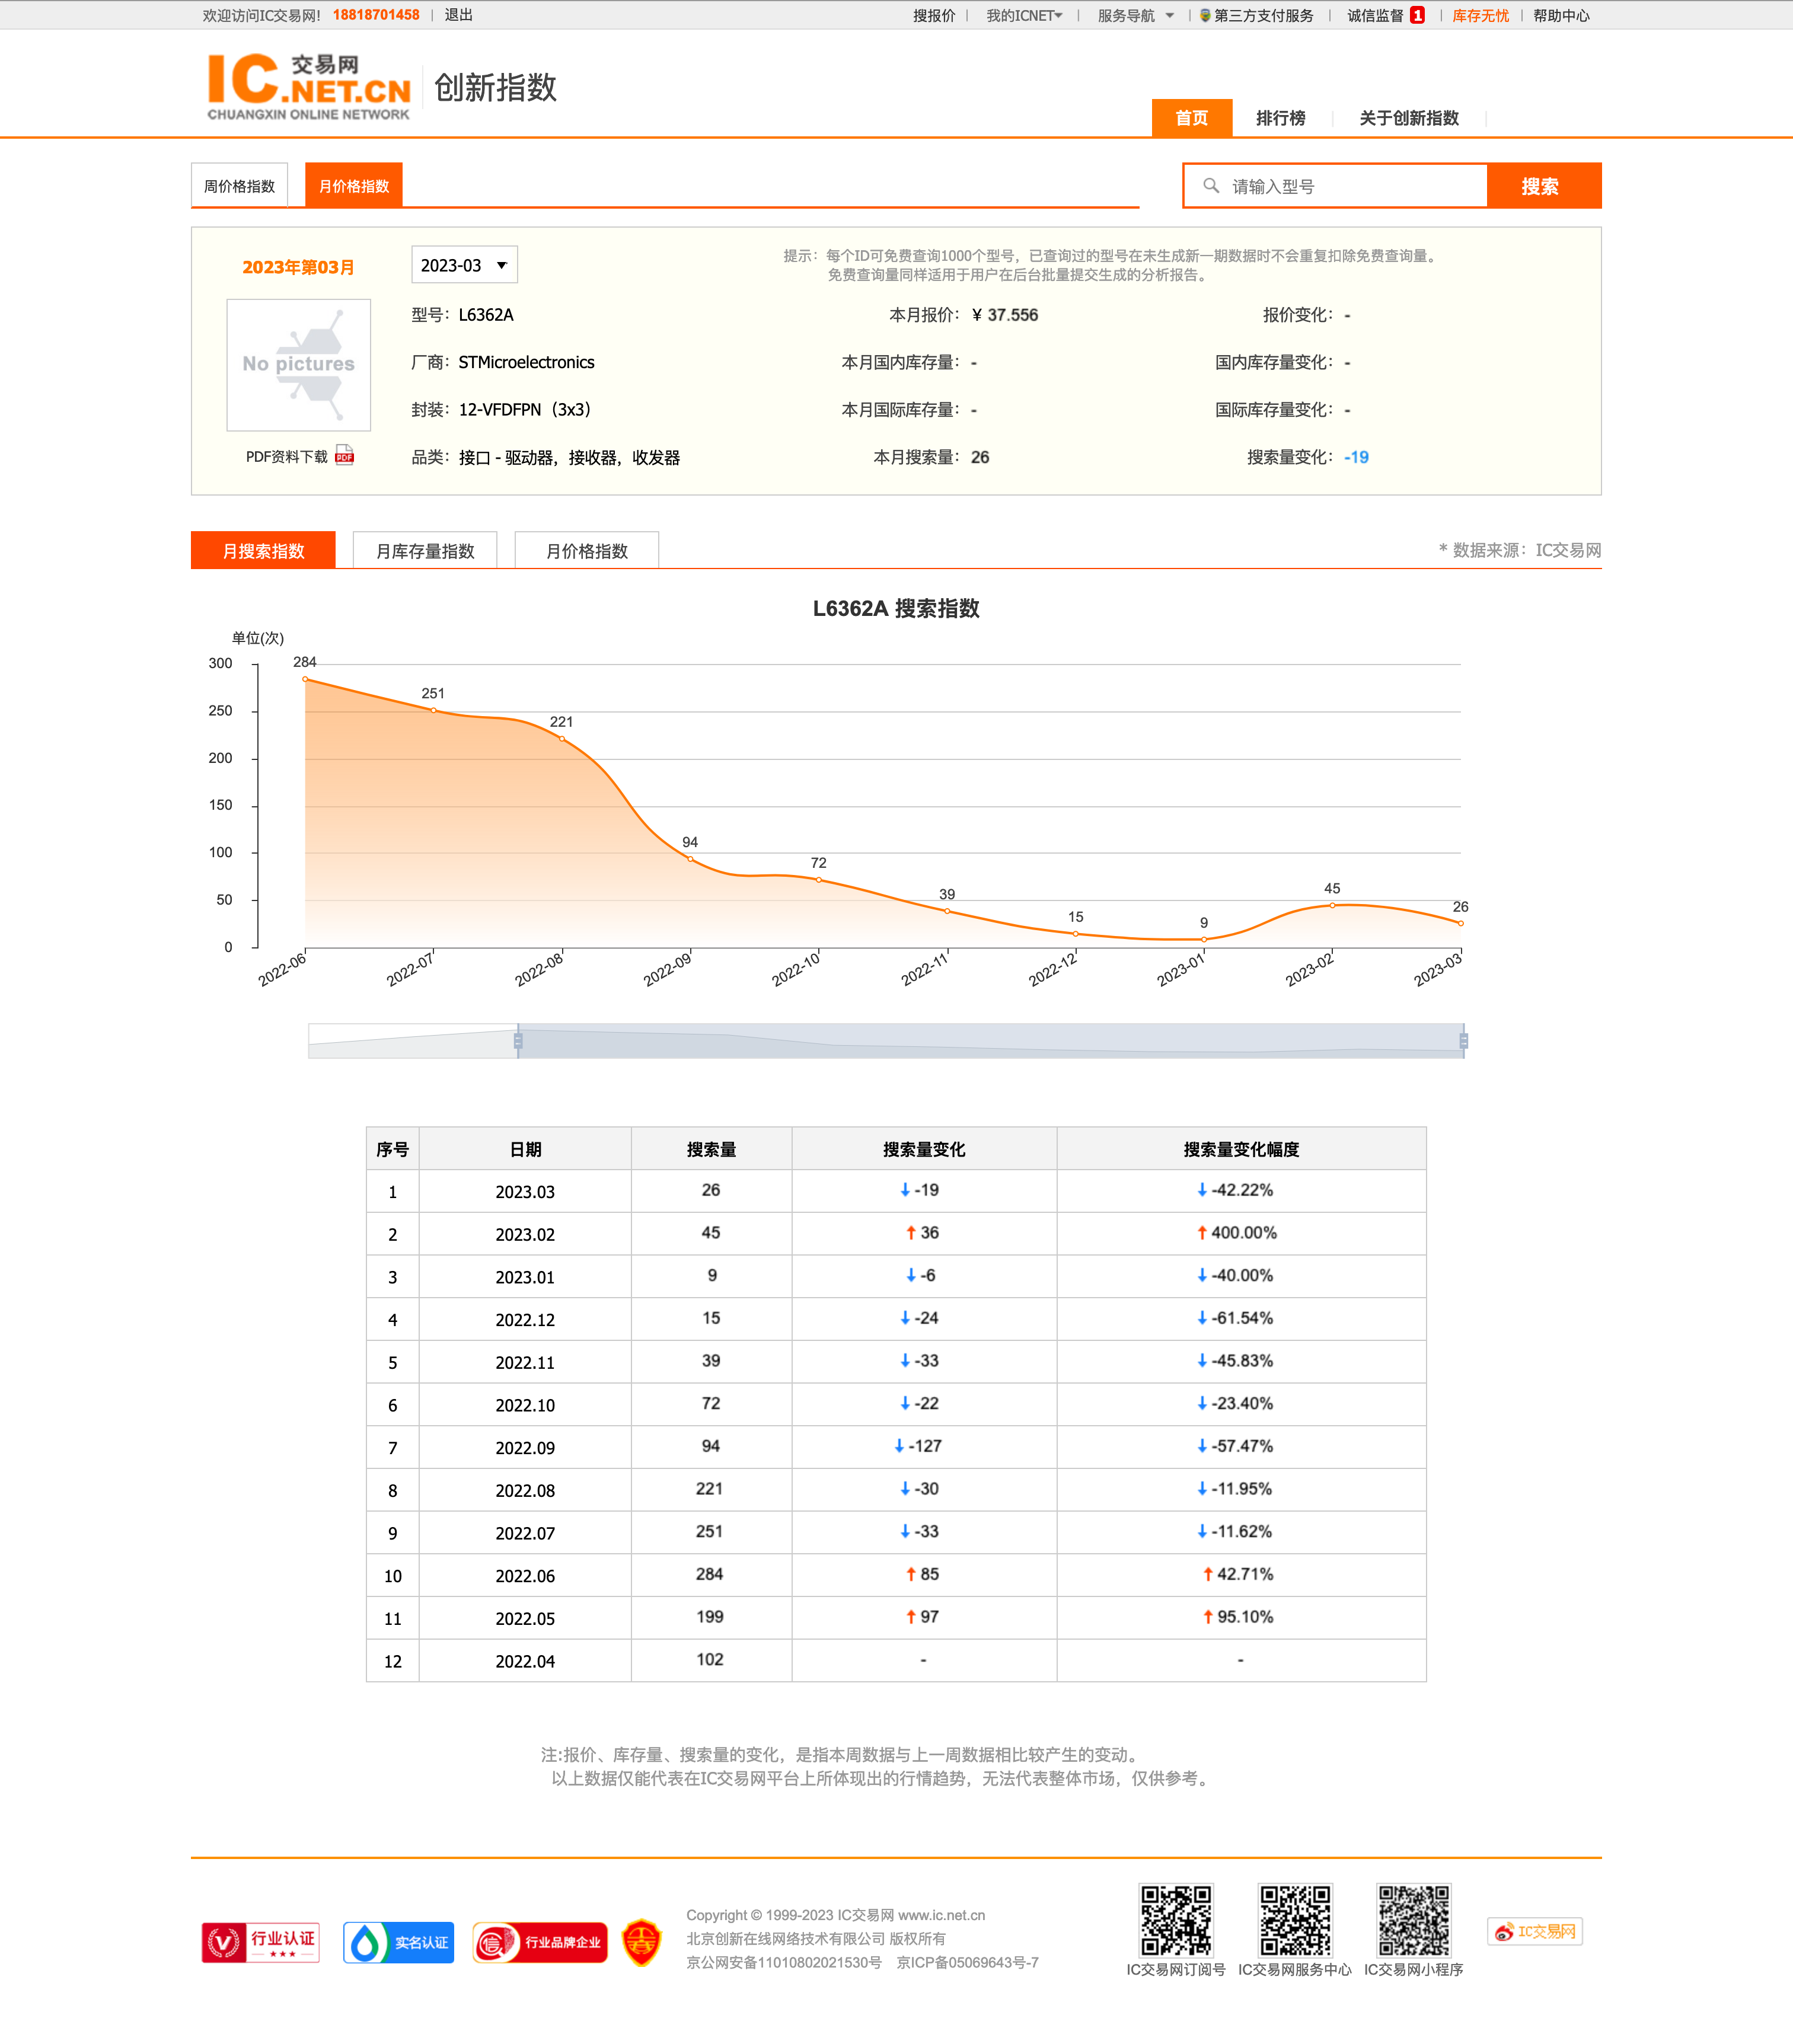 欢迎访问IC交易网! 18818701458 | 退出
搜报价 | 我的ICNET | 服务导航 | 第三方支付服务 | 诚信监督 1 | 库存无忧 | 帮助中心
IC.NET.CN 交易网
CHUANGXIN ONLINE NETWORK
创新指数
首页 排行榜 关于创新指数
周价格指数 月价格指数
请输入型号 搜索
2023年第03月 2023-03
提示：每个ID可免费查询1000个型号，已查询过的型号在未生成新一期数据时不会重复扣除免费查询量。
免费查询量同样适用于用户在后台批量提交生成的分析报告。
No pictures
PDF资料下载 PDF
型号：L6362A 本月报价：¥ 37.556 报价变化：-
厂商：STMicroelectronics 本月国内库存量：- 国内库存量变化：-
封装：12-VFDFPN（3x3） 本月国际库存量：- 国际库存量变化：-
品类：接口 - 驱动器，接收器，收发器 本月搜索量：26 搜索量变化：-19
月搜索指数 月库存量指数 月价格指数 * 数据来源：IC交易网
L6362A 搜索指数
单位(次)
300
250
200
150
100
50
0
284 251 221 94 72 39 15 9 45 26
2022-06 2022-07 2022-08 2022-09 2022-10 2022-11 2022-12 2023-01 2023-02 2023-03
序号 日期 搜索量 搜索量变化 搜索量变化幅度
1 2023.03 26 ↓ -19 ↓ -42.22%
2 2023.02 45 ↑ 36 ↑ 400.00%
3 2023.01 9 ↓ -6 ↓ -40.00%
4 2022.12 15 ↓ -24 ↓ -61.54%
5 2022.11 39 ↓ -33 ↓ -45.83%
6 2022.10 72 ↓ -22 ↓ -23.40%
7 2022.09 94 ↓ -127 ↓ -57.47%
8 2022.08 221 ↓ -30 ↓ -11.95%
9 2022.07 251 ↓ -33 ↓ -11.62%
10 2022.06 284 ↑ 85 ↑ 42.71%
11 2022.05 199 ↑ 97 ↑ 95.10%
12 2022.04 102 - -
注:报价、库存量、搜索量的变化，是指本周数据与上一周数据相比较产生的变动。
以上数据仅能代表在IC交易网平台上所体现出的行情趋势，无法代表整体市场，仅供参考。
行业认证
实名认证
信 行业品牌企业
Copyright © 1999-2023 IC交易网 www.ic.net.cn
北京创新在线网络技术有限公司 版权所有
京公网安备11010802021530号 京ICP备05069643号-7
IC交易网订阅号 IC交易网服务中心 IC交易网小程序
IC交易网